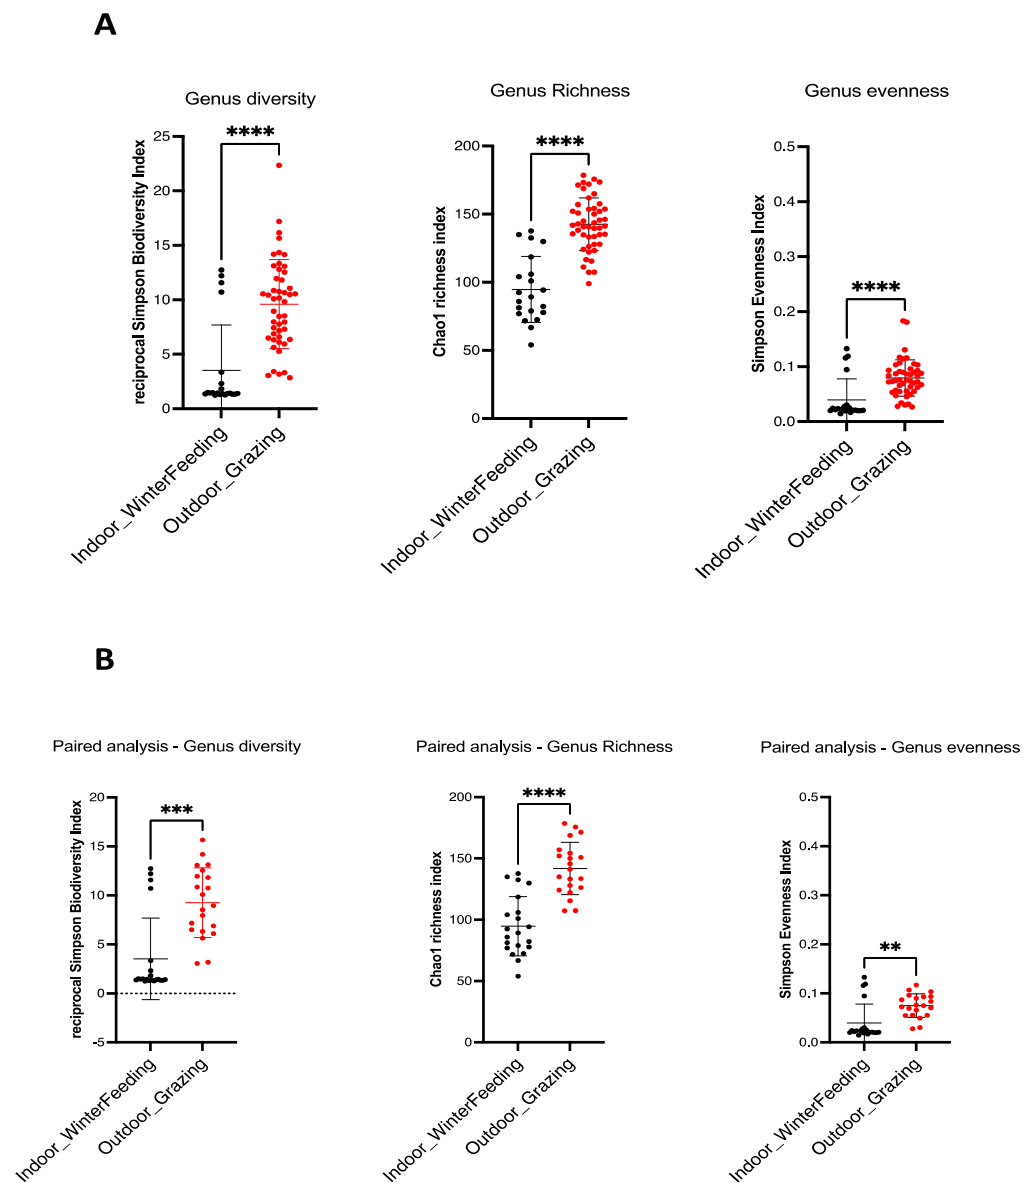 A
Genus diversity
****
reciprocal Simpson Biodiversity Index
25
20
15
10
5
0
Indoor_WinterFeeding
Outdoor_Grazing
Genus Richness
****
Chao1 richness index
200
150
100
50
0
Indoor_WinterFeeding
Outdoor_Grazing
Genus evenness
****
Simpson Evenness Index
0.5
0.4
0.3
0.2
0.1
0.0
Indoor_WinterFeeding
Outdoor_Grazing
B
Paired analysis - Genus diversity
***
reciprocal Simpson Biodiversity Index
20
15
10
5
0
-5
Indoor_WinterFeeding
Outdoor_Grazing
Paired analysis - Genus Richness
****
Chao1 richness index
200
150
100
50
0
Indoor_WinterFeeding
Outdoor_Grazing
Paired analysis - Genus evenness
**
Simpson Evenness Index
0.5
0.4
0.3
0.2
0.1
0.0
Indoor_WinterFeeding
Outdoor_Grazing